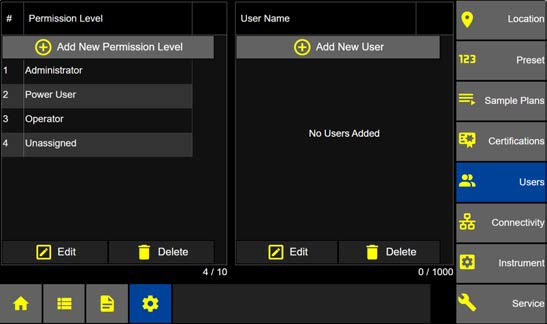 # Permission Level
Add New Permission Level
1 Administrator
2 Power User
3 Operator
4 Unassigned
Edit Delete
4 / 10
User Name
Add New User
No Users Added
Edit Delete
0 / 1000
Location
123 Preset
Sample Plans
Certifications
Users
Connectivity
Instrument
Service